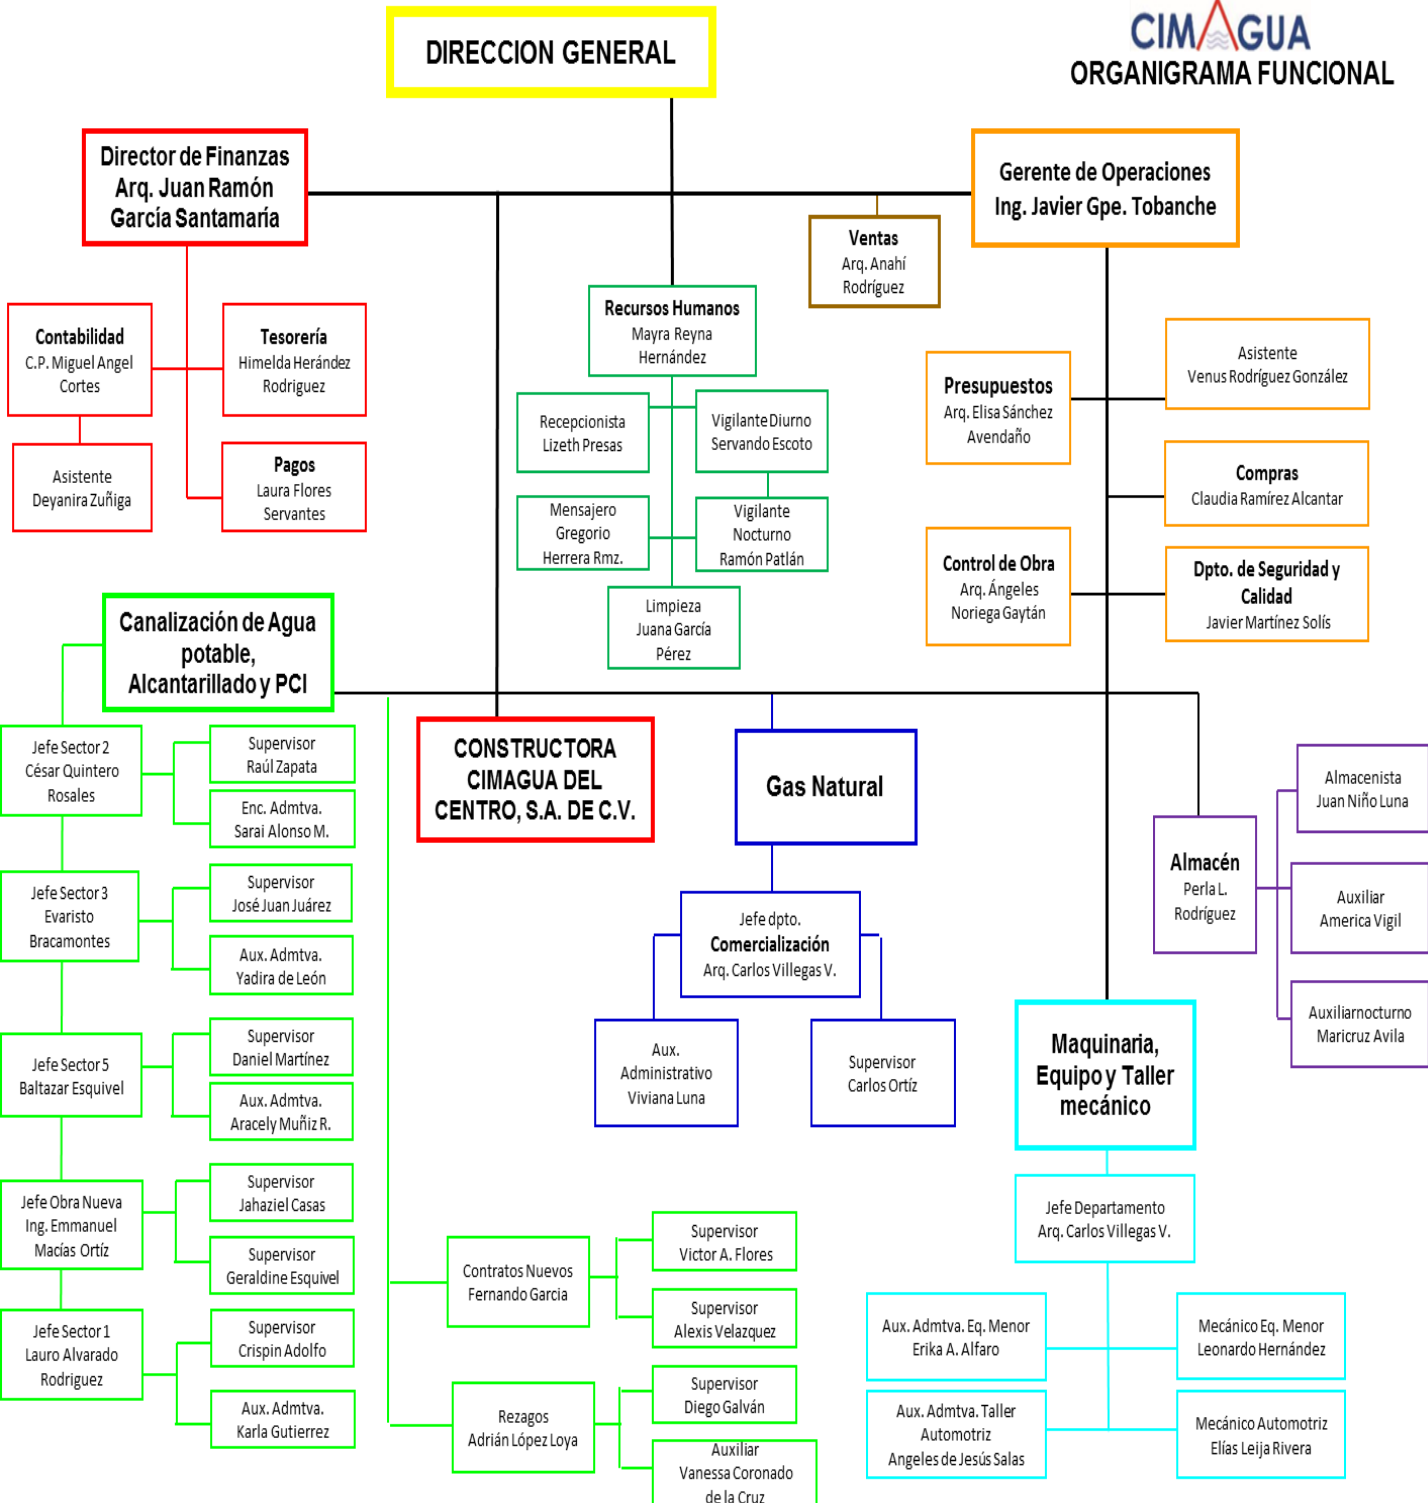 CIMAGUA
ORGANIGRAMA FUNCIONAL
DIRECCION GENERAL
Director de Finanzas
Arq. Juan Ramón
García Santamaría
Gerente de Operaciones
Ing. Javier Gpe. Tobanche
Ventas
Arq. Anahí
Rodríguez
Contabilidad
C.P. Miguel Angel
Cortes
Tesorería
Himelda Herández
Rodriguez
Asistente
Deyanira Zuñiga
Pagos
Laura Flores
Servantes
Recursos Humanos
Mayra Reyna
Hernández
Recepcionista
Lizeth Presas
Vigilante Diurno
Servando Escoto
Mensajero
Gregorio
Herrera Rmz.
Vigilante
Nocturno
Ramón Patlán
Limpieza
Juana García
Pérez
Presupuestos
Arq. Elisa Sánchez
Avendaño
Asistente
Venus Rodríguez González
Compras
Claudia Ramírez Alcantar
Control de Obra
Arq. Ángeles
Noriega Gaytán
Dpto. de Seguridad y
Calidad
Javier Martínez Solís
Canalización de Agua
potable,
Alcantarillado y PCI
Jefe Sector 2
César Quintero
Rosales
Supervisor
Raúl Zapata
Enc. Admtva.
Sarai Alonso M.
Jefe Sector 3
Evaristo
Bracamontes
Supervisor
José Juan Juárez
Aux. Admtva.
Yadira de León
Jefe Sector 5
Baltazar Esquivel
Supervisor
Daniel Martínez
Aux. Admtva.
Aracely Muñiz R.
Jefe Obra Nueva
Ing. Emmanuel
Macías Ortíz
Supervisor
Jahaziel Casas
Supervisor
Geraldine Esquivel
Jefe Sector 1
Lauro Alvarado
Rodriguez
Supervisor
Crispin Adolfo
Aux. Admtva.
Karla Gutierrez
CONSTRUCTORA
CIMAGUA DEL
CENTRO, S.A. DE C.V.
Gas Natural
Jefe dpto.
Comercialización
Arq. Carlos Villegas V.
Aux.
Administrativo
Viviana Luna
Supervisor
Carlos Ortíz
Almacén
Perla L.
Rodríguez
Almacenista
Juan Niño Luna
Auxiliar
America Vigil
Auxiliarnocturno
Maricruz Avila
Maquinaria,
Equipo y Taller
mecánico
Jefe Departamento
Arq. Carlos Villegas V.
Aux. Admtva. Eq. Menor
Erika A. Alfaro
Mecánico Eq. Menor
Leonardo Hernández
Aux. Admtva. Taller
Automotriz
Angeles de Jesús Salas
Mecánico Automotriz
Elías Leija Rivera
Contratos Nuevos
Fernando Garcia
Supervisor
Victor A. Flores
Supervisor
Alexis Velazquez
Rezagos
Adrián López Loya
Supervisor
Diego Galván
Auxiliar
Vanessa Coronado
de la Cruz